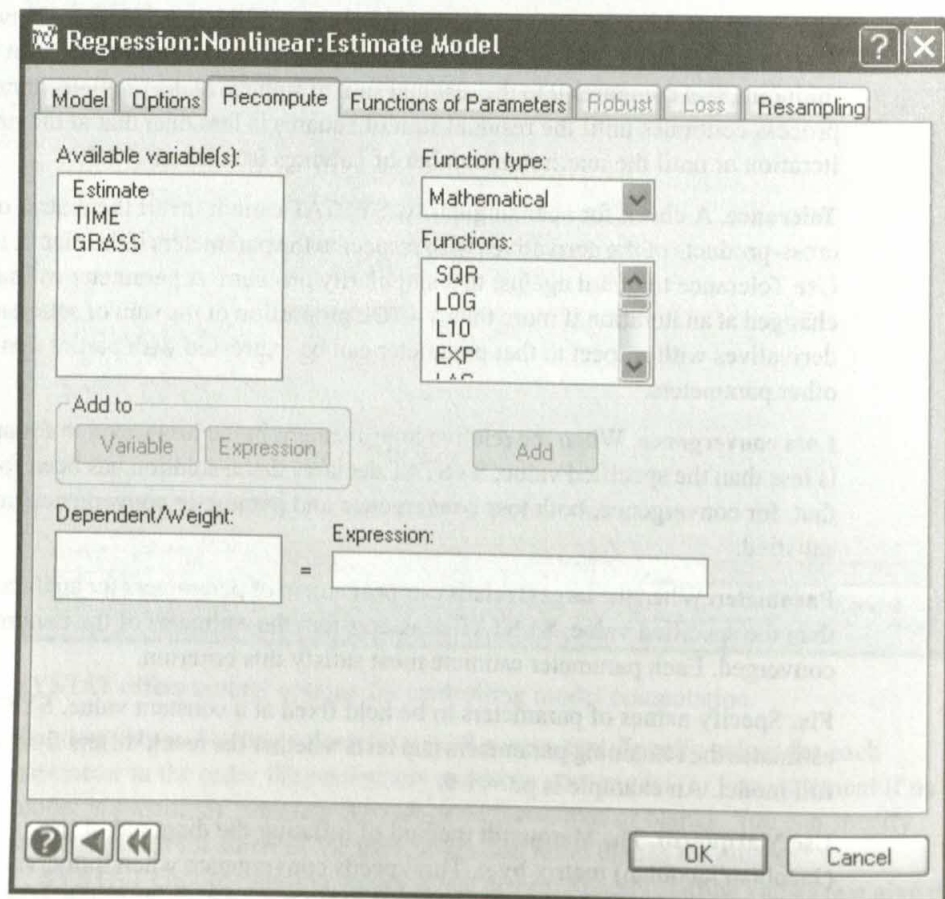 Regression:Nonlinear:Estimate Model
Model Options Recompute Functions of Parameters Robust Loss Resampling
Available variable(s):
Estimate
TIME
GRASS
Function type:
Mathematical
Functions:
SQR
LOG
L10
EXP
Add to
Variable Expression
Add
Dependent/Weight:
=
Expression:
OK Cancel